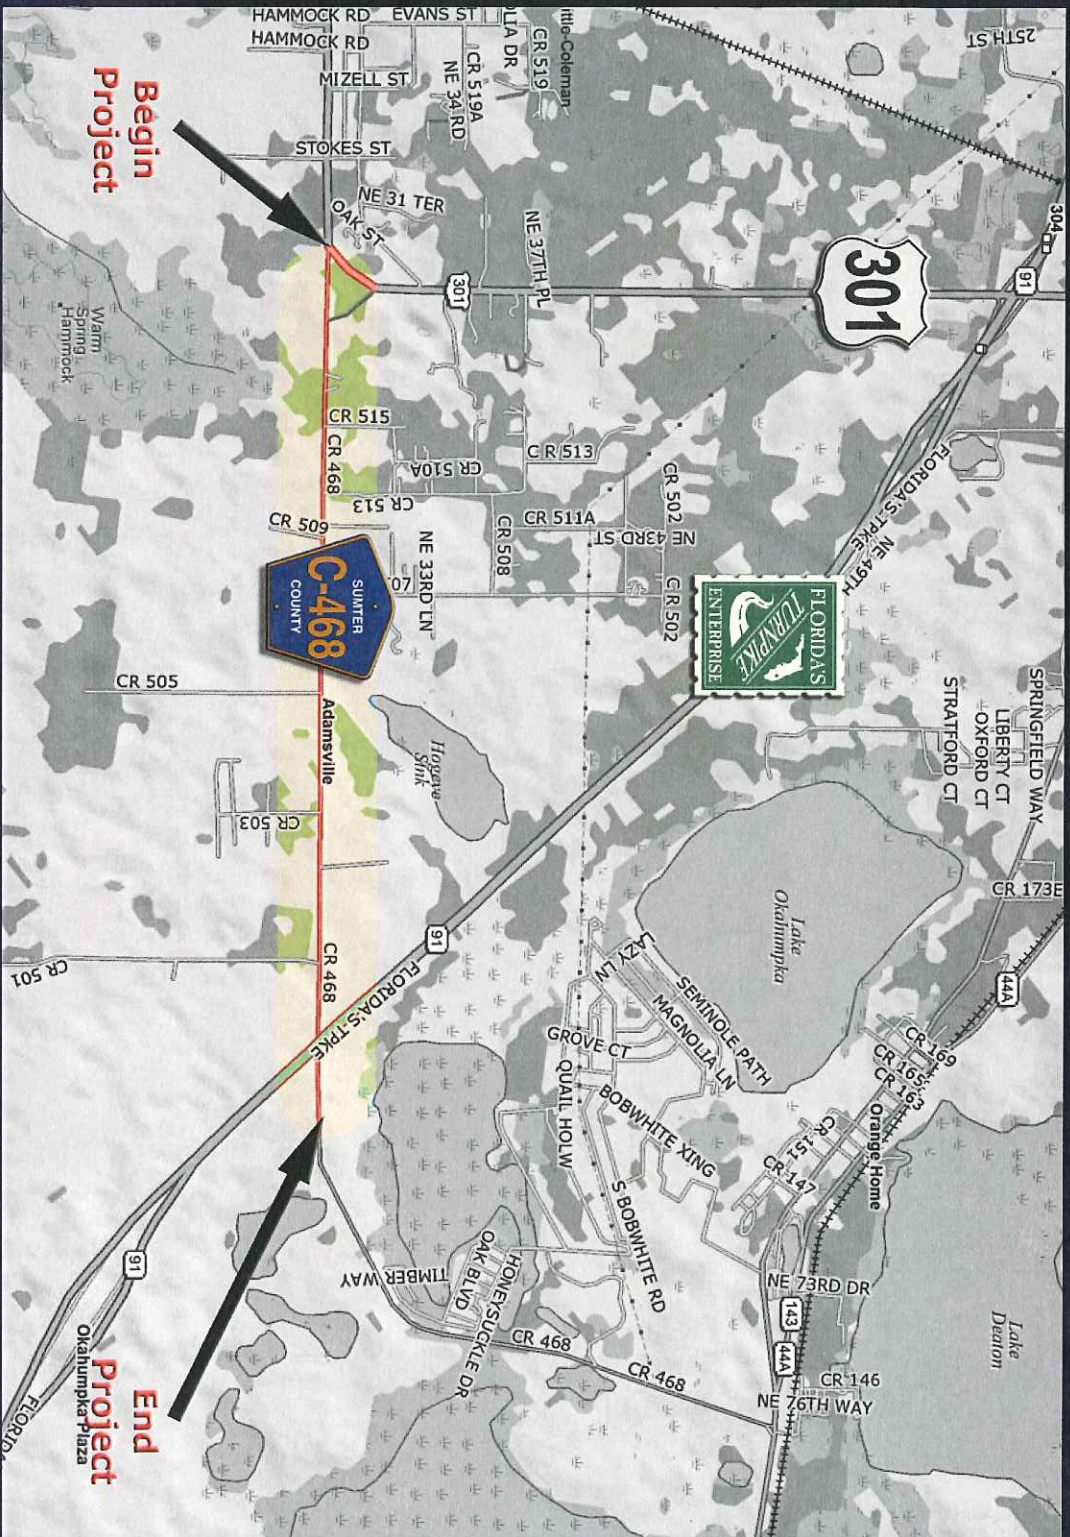 HAMMOCK RD
EVANS ST
HAMMOCK RD
MIZELL ST
CR 519A
NE 34 RD
CR 519
ittle-Coleman
25TH ST
STOKES ST
NE 31 TER
OAK ST
NE 37TH PL
301
301
304
91
Begin
Project
Warm
Spring
Hammock
CR 515
CR 468
CR 510A
CR 513
C R 513
CR 509
CR 511A
CR 508
CR 502
NE 43RD ST
C R 502
NE 33RD LN
07
FLORIDA'S TPKE
NE 49TH
FLORIDA'S
TURNPIKE
ENTERPRISE
SUMTER
C-468
COUNTY
CR 505
Adamsville
CR 503
CR 501
CR 468
SPRINGFIELD WAY
LIBERTY CT
OXFORD CT
STRATFORD CT
CR 173E
44A
Lake
Okahumpka
91
FLORIDA'S TPKE
LAZY LN
SEMINOLE PATH
MAGNOLIA LN
GROVE CT
QUAIL HOLW
BOBWHITE XING
S BOBWHITE RD
CR 169
CR 165
CR 163
Orange Home
CR 151
CR 147
NE 73RD DR
143
44A
CR 146
NE 76TH WAY
Lake
Deaton
TIMBER WAY
OAK BLVD
HONEYSUCKLE DR
CR 468
CR 468
91
Okahumpka Plaza
End
Project
FLORID